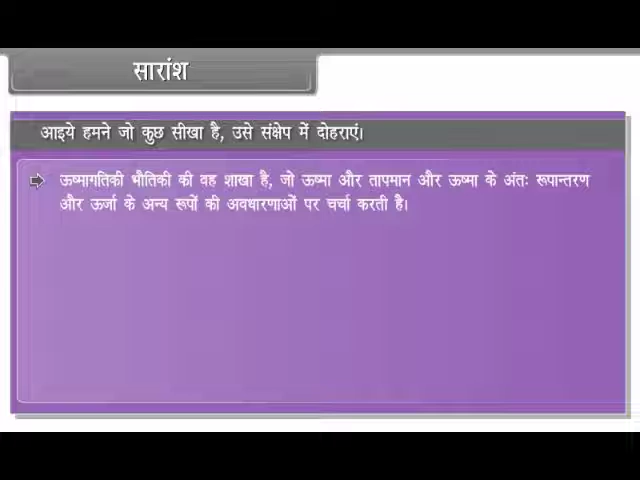 सारांश
आइये हमने जो कुछ सीखा है, उसे संक्षेप में दोहराएं।
ऊष्मागतिकी भौतिकी की वह शाखा है, जो ऊष्मा और तापमान और ऊष्मा के अंतः रूपान्तरण
और ऊर्जा के अन्य रूपों की अवधारणाओं पर चर्चा करती है।